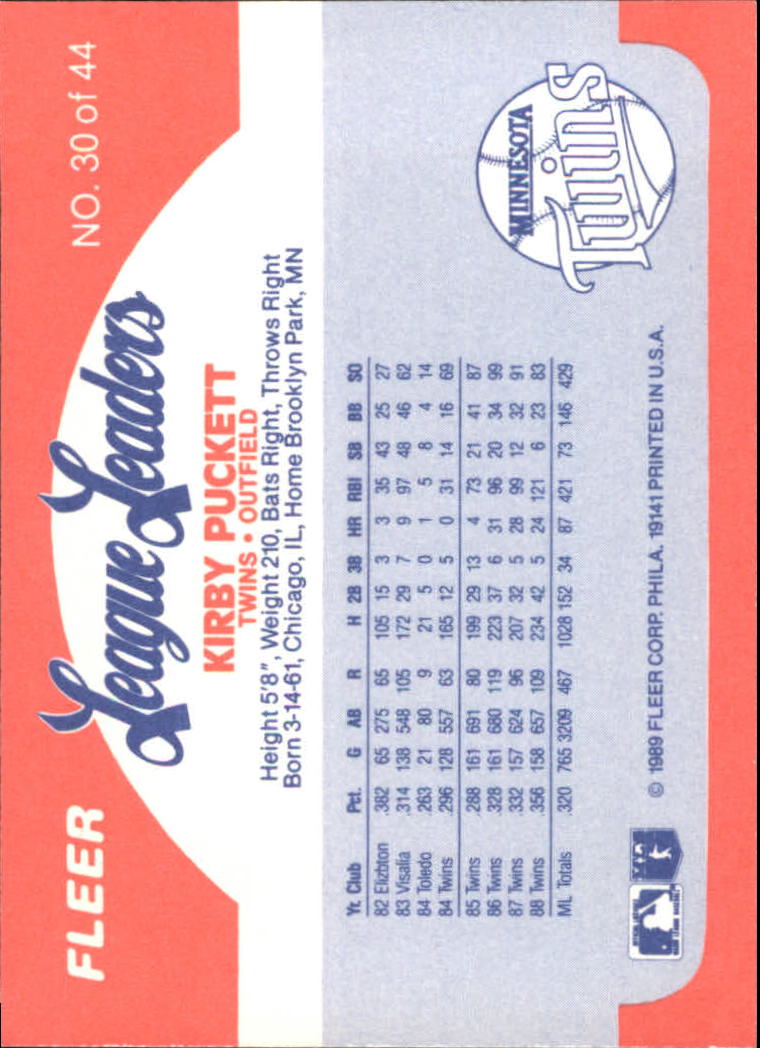 FLEER
NO. 30 of 44
League Leaders
KIRBY PUCKETT
TWINS • OUTFIELD
Height 5'8", Weight 210, Bats Right, Throws Right
Born 3-14-61, Chicago, IL, Home Brooklyn Park, MN
Yr. Club Pct. G AB R H 2B 3B HR RBI SB BB SO
82 Elizbton .382 65 275 65 105 15 3 3 35 43 25 27
83 Visalia .314 138 548 105 172 29 7 9 97 48 46 62
84 Toledo .263 21 80 9 21 5 0 1 5 8 4 14
84 Twins .296 128 557 63 165 12 5 0 31 14 16 69
85 Twins .288 161 691 80 199 29 13 4 73 21 41 87
86 Twins .328 161 680 119 223 37 6 31 96 20 34 99
87 Twins .332 157 624 96 207 32 5 28 99 12 32 91
88 Twins .356 158 657 109 234 42 5 24 121 6 23 83
ML Totals .320 765 3209 467 1028 152 34 87 421 73 146 429
MINNESOTA
Twins
© 1989 FLEER CORP. PHILA. 19141 PRINTED IN U.S.A.